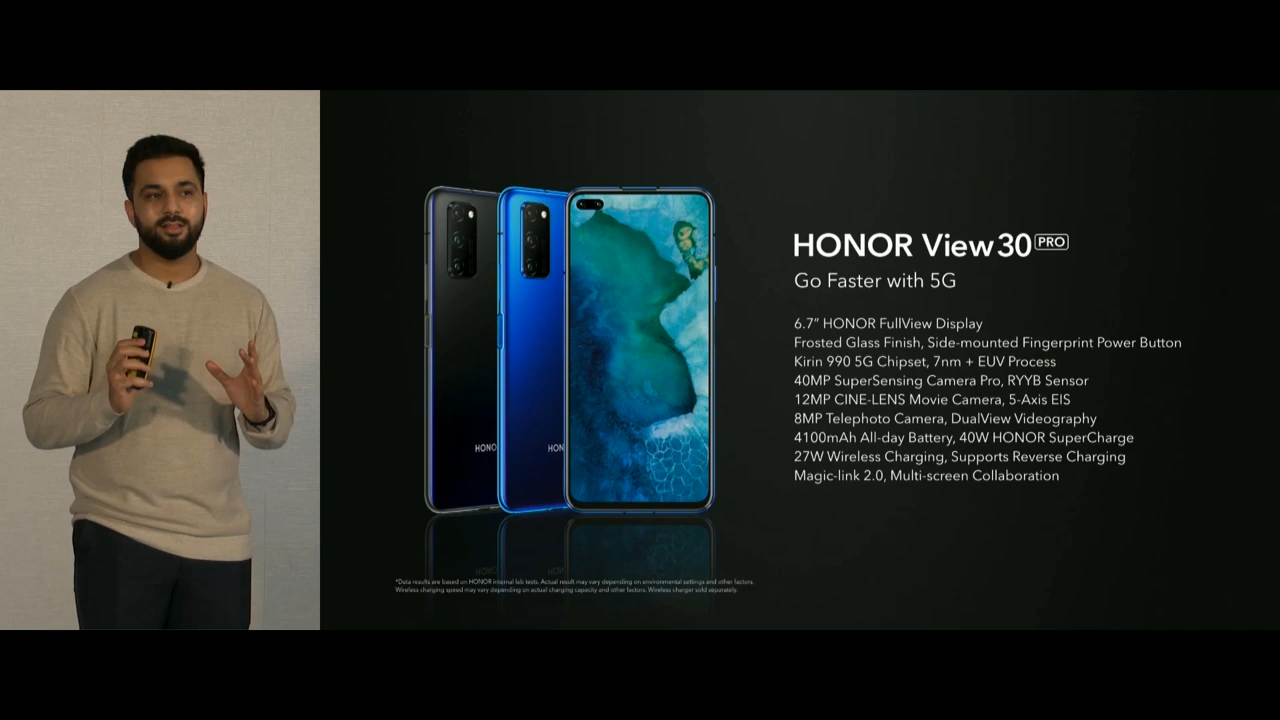 HONOR View30 PRO
Go Faster with 5G
6.7” HONOR FullView Display
Frosted Glass Finish, Side-mounted Fingerprint Power Button
Kirin 990 5G Chipset, 7nm + EUV Process
40MP SuperSensing Camera Pro, RYYB Sensor
12MP CINE-LENS Movie Camera, 5-Axis EIS
8MP Telephoto Camera, DualView Videography
4100mAh All-day Battery, 40W HONOR SuperCharge
27W Wireless Charging, Supports Reverse Charging
Magic-link 2.0, Multi-screen Collaboration
HONO
HON
*Data results are based on HONOR internal lab tests. Actual result may vary depending on environmental settings and other factors.
Wireless charging speed may vary depending on actual charging capacity and other factors. Wireless charger sold separately.